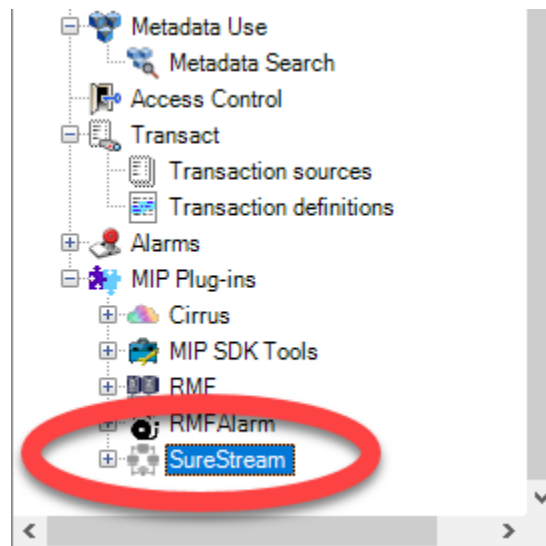 Metadata Use
Metadata Search
Access Control
Transact
Transaction sources
Transaction definitions
Alarms
MIP Plug-ins
Cirrus
MIP SDK Tools
RMF
RMFAlarm
SureStream